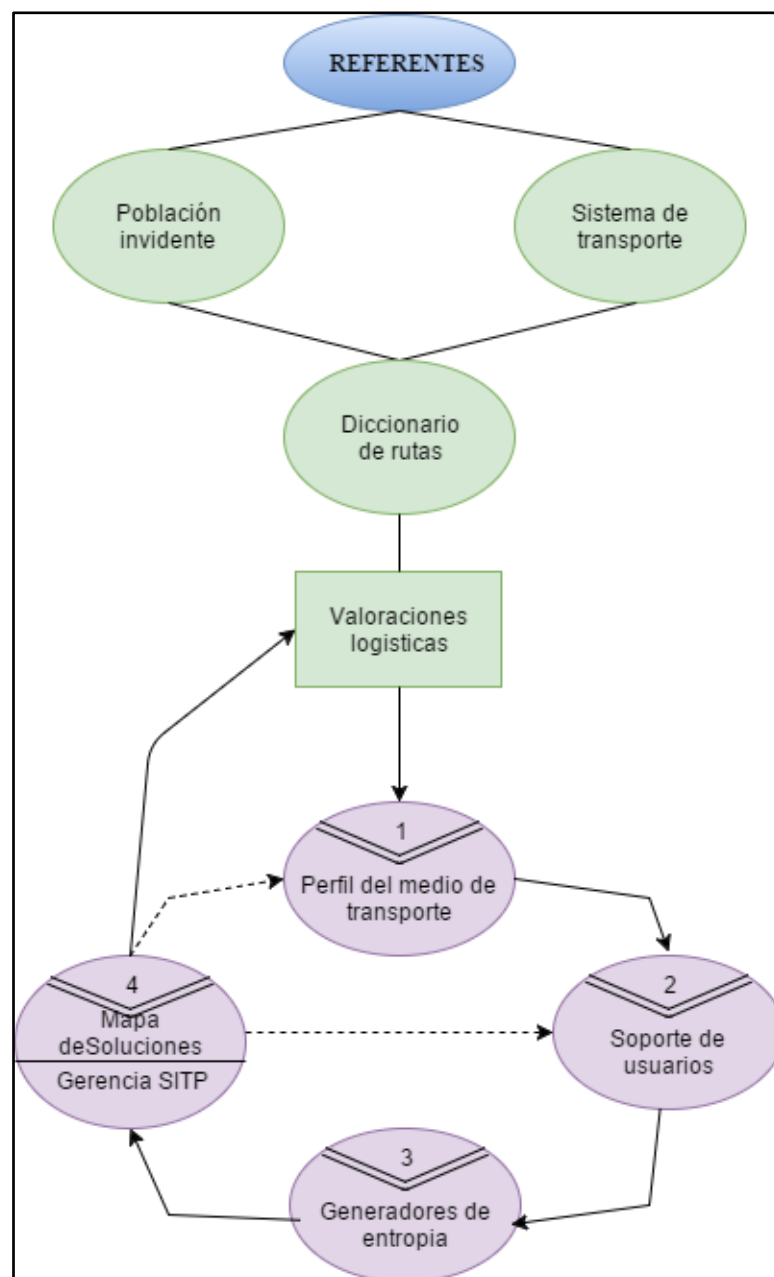 REFERENTES
Población
invidente
Sistema de
transporte
Diccionario
de rutas
Valoraciones
logisticas
1
Perfil del medio de
transporte
4
Mapa
deSoluciones
Gerencia SITP
2
Soporte de
usuarios
3
Generadores de
entropia